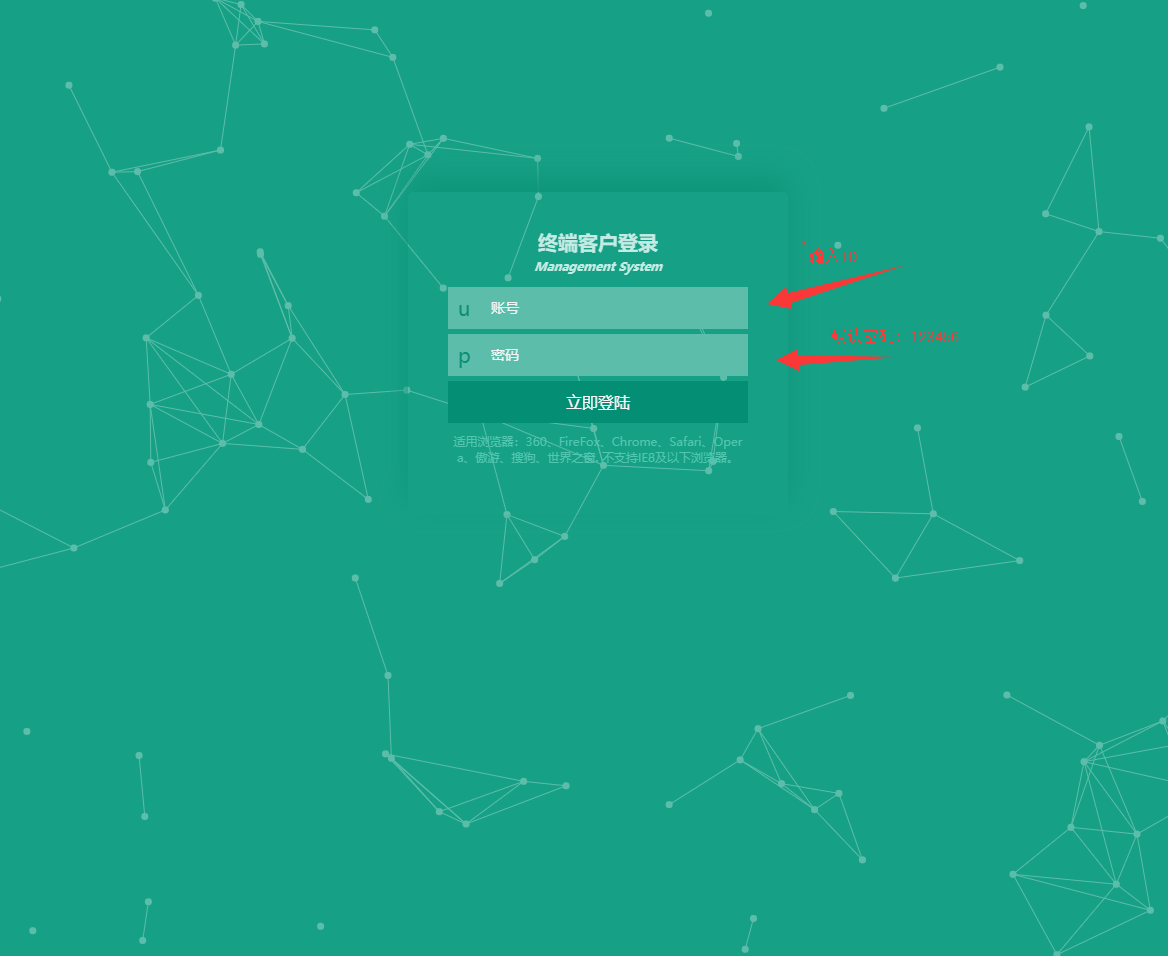 终端客户登录
Management System
输入ID
u 账号
默认密码：123456
p 密码
立即登陆
适用浏览器：360、FireFox、Chrome、Safari、Oper
a、傲游、搜狗、世界之窗. 不支持IE8及以下浏览器。